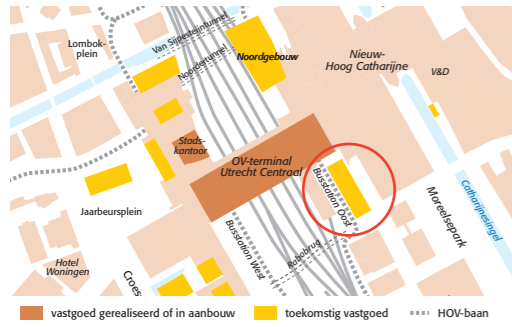 Lombok-
plein
Van Sijpesteijntunnel
Noordertunnel
Noordgebouw
Nieuw-
Hoog Catharijne
V&D
Stads-
kantoor
OV-terminal
Utrecht Centraal
Busstation Oost
Jaarbeursplein
Moreelsepark
Catharijnesingel
Busstation West
Rabobrug
Hotel
Woningen
Croes
vastgoed gerealiseerd of in aanbouw
toekomstig vastgoed
HOV-baan